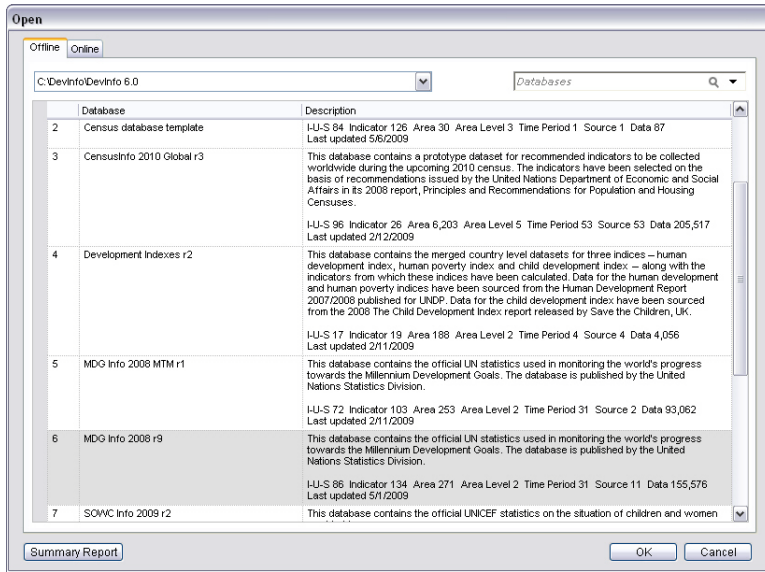 Open
Offline Online
C:\DevInfo\DevInfo 6.0
Databases
Database Description
2 Census database template I-U-S 84 Indicator 126 Area 30 Area Level 3 Time Period 1 Source 1 Data 87
Last updated 5/6/2009
3 CensusInfo 2010 Global r3 This database contains a prototype dataset for recommended indicators to be collected
worldwide during the upcoming 2010 census. The indicators have been selected on the
basis of recommendations issued by the United Nations Department of Economic and Social
Affairs in its 2008 report, Principles and Recommendations for Population and Housing
Censuses.
I-U-S 96 Indicator 26 Area 6,203 Area Level 5 Time Period 53 Source 53 Data 205,517
Last updated 2/12/2009
4 Development Indexes r2 This database contains the merged country level datasets for three indices – human
development index, human poverty index and child development index – along with the
indicators from which these indices have been calculated. Data for the human development
and human poverty indices have been sourced from the Human Development Report
2007/2008 published for UNDP. Data for the child development index have been sourced
from the 2008 The Child Development Index report released by Save the Children, UK.
I-U-S 17 Indicator 19 Area 188 Area Level 2 Time Period 4 Source 4 Data 4,056
Last updated 2/11/2009
5 MDG Info 2008 MTM r1 This database contains the official UN statistics used in monitoring the world's progress
towards the Millennium Development Goals. The database is published by the United
Nations Statistics Division.
I-U-S 72 Indicator 103 Area 253 Area Level 2 Time Period 31 Source 2 Data 93,062
Last updated 2/11/2009
6 MDG Info 2008 r9 This database contains the official UN statistics used in monitoring the world's progress
towards the Millennium Development Goals. The database is published by the United
Nations Statistics Division.
I-U-S 86 Indicator 134 Area 271 Area Level 2 Time Period 31 Source 11 Data 155,576
Last updated 5/1/2009
7 SOWC Info 2009 r2 This database contains the official UNICEF statistics on the situation of children and women
Summary Report OK Cancel